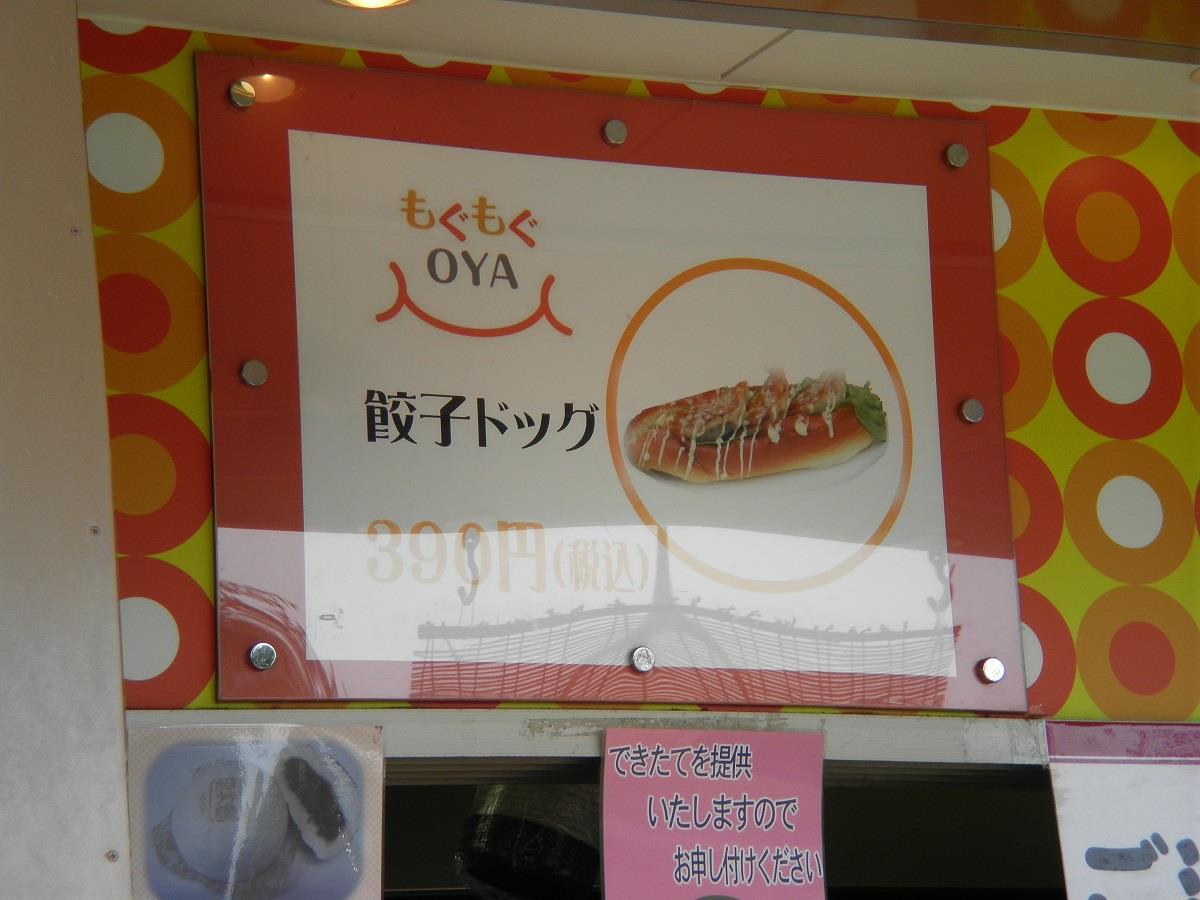 もぐもぐ
OYA
餃子ドッグ
390円(税込)
できたてを提供
いたしますので
お申し付けください